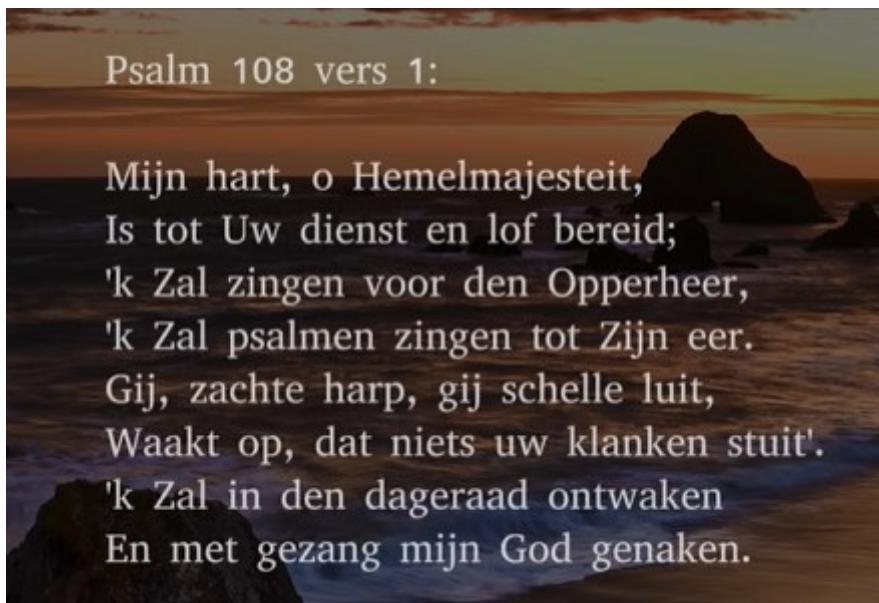 Psalm 108 vers 1:
Mijn hart, o Hemelmajesteit,
Is tot Uw dienst en lof bereid;
'k Zal zingen voor den Opperheer,
'k Zal psalmen zingen tot Zijn eer.
Gij, zachte harp, gij schelle luit,
Waakt op, dat niets uw klanken stuit'.
'k Zal in den dageraad ontwaken
En met gezang mijn God genaken.